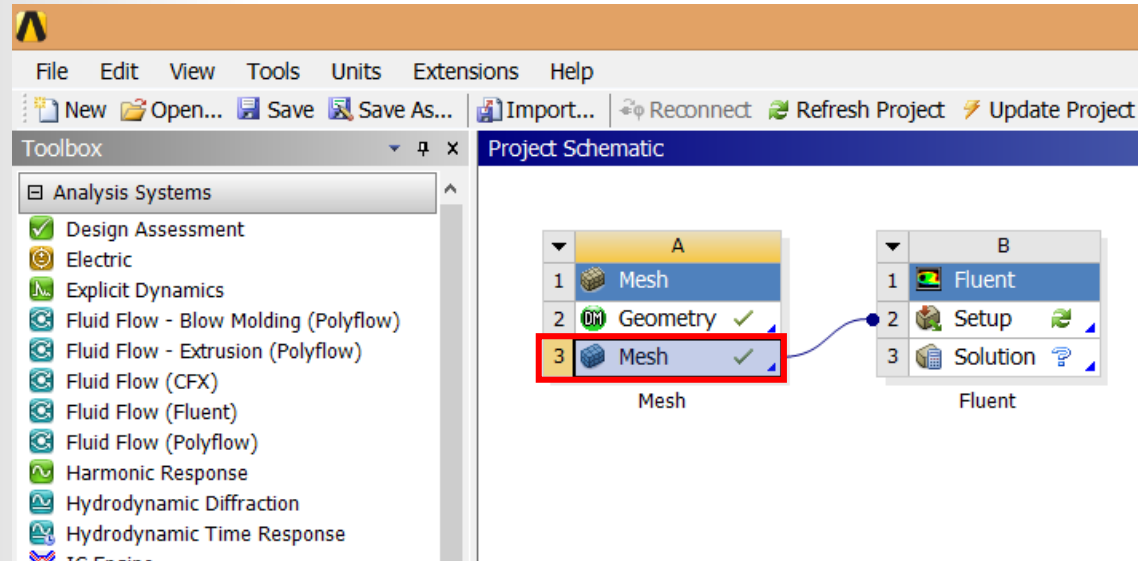 File Edit View Tools Units Extensions Help
New Open... Save Save As... Import... Reconnect Refresh Project Update Project
Toolbox
Project Schematic
Analysis Systems
Design Assessment
Electric
Explicit Dynamics
Fluid Flow - Blow Molding (Polyflow)
Fluid Flow - Extrusion (Polyflow)
Fluid Flow (CFX)
Fluid Flow (Fluent)
Fluid Flow (Polyflow)
Harmonic Response
Hydrodynamic Diffraction
Hydrodynamic Time Response
A
1 Mesh
2 DM Geometry
3 Mesh
Mesh
B
1 Fluent
2 Setup
3 Solution ?
Fluent